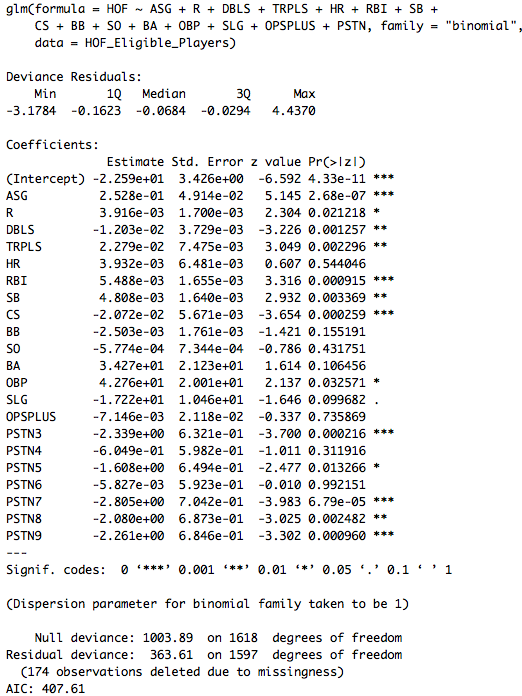 glm(formula = HOF ~ ASG + R + DBLS + TRPLS + HR + RBI + SB +
CS + BB + SO + BA + OBP + SLG + OPSPLUS + PSTN, family = "binomial",
data = HOF_Eligible_Players)
Deviance Residuals:
Min 1Q Median 3Q Max
-3.1784 -0.1623 -0.0684 -0.0294 4.4370
Coefficients:
Estimate Std. Error z value Pr(>|z|)
(Intercept) -2.259e+01 3.426e+00 -6.592 4.33e-11 ***
ASG 2.528e-01 4.914e-02 5.145 2.68e-07 ***
R 3.916e-03 1.700e-03 2.304 0.021218 *
DBLS -1.203e-02 3.729e-03 -3.226 0.001257 **
TRPLS 2.279e-02 7.475e-03 3.049 0.002296 **
HR 3.932e-03 6.481e-03 0.607 0.544046
RBI 5.488e-03 1.655e-03 3.316 0.000915 ***
SB 4.808e-03 1.640e-03 2.932 0.003369 **
CS -2.072e-02 5.671e-03 -3.654 0.000259 ***
BB -2.503e-03 1.761e-03 -1.421 0.155191
SO -5.774e-04 7.344e-04 -0.786 0.431751
BA 3.427e+01 2.123e+01 1.614 0.106456
OBP 4.276e+01 2.001e+01 2.137 0.032571 *
SLG -1.722e+01 1.046e+01 -1.646 0.099682 .
OPSPLUS -7.146e-03 2.118e-02 -0.337 0.735869
PSTN3 -2.339e+00 6.321e-01 -3.700 0.000216 ***
PSTN4 -6.049e-01 5.982e-01 -1.011 0.311916
PSTN5 -1.608e+00 6.494e-01 -2.477 0.013266 *
PSTN6 -5.827e-03 5.923e-01 -0.010 0.992151
PSTN7 -2.805e+00 7.042e-01 -3.983 6.79e-05 ***
PSTN8 -2.080e+00 6.873e-01 -3.025 0.002482 **
PSTN9 -2.261e+00 6.846e-01 -3.302 0.000960 ***
---
Signif. codes: 0 ‘***’ 0.001 ‘**’ 0.01 ‘*’ 0.05 ‘.’ 0.1 ‘ ’ 1
(Dispersion parameter for binomial family taken to be 1)
Null deviance: 1003.89 on 1618 degrees of freedom
Residual deviance: 363.61 on 1597 degrees of freedom
(174 observations deleted due to missingness)
AIC: 407.61